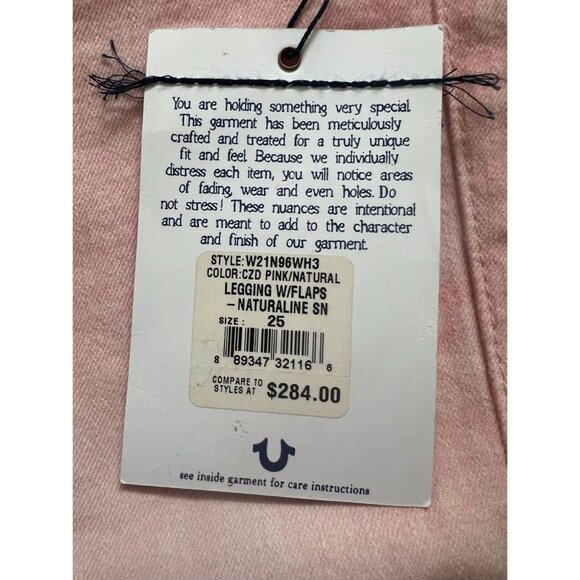 You are holding something very special.
This garment has been meticulously
crafted and treated for a truly unique
fit and feel. Because we individually
distress each item, you will notice areas
of fading, wear and even holes. Do
not stress! These nuances are intentional
and are meant to add to the character
and finish of our garment.
STYLE:W21N96WH3
COLOR:CZD PINK/NATURAL
LEGGING W/FLAPS
– NATURALINE SN
SIZE : 25
8 89347 32116 6
COMPARE TO
STYLES AT $284.00
see inside garment for care instructions